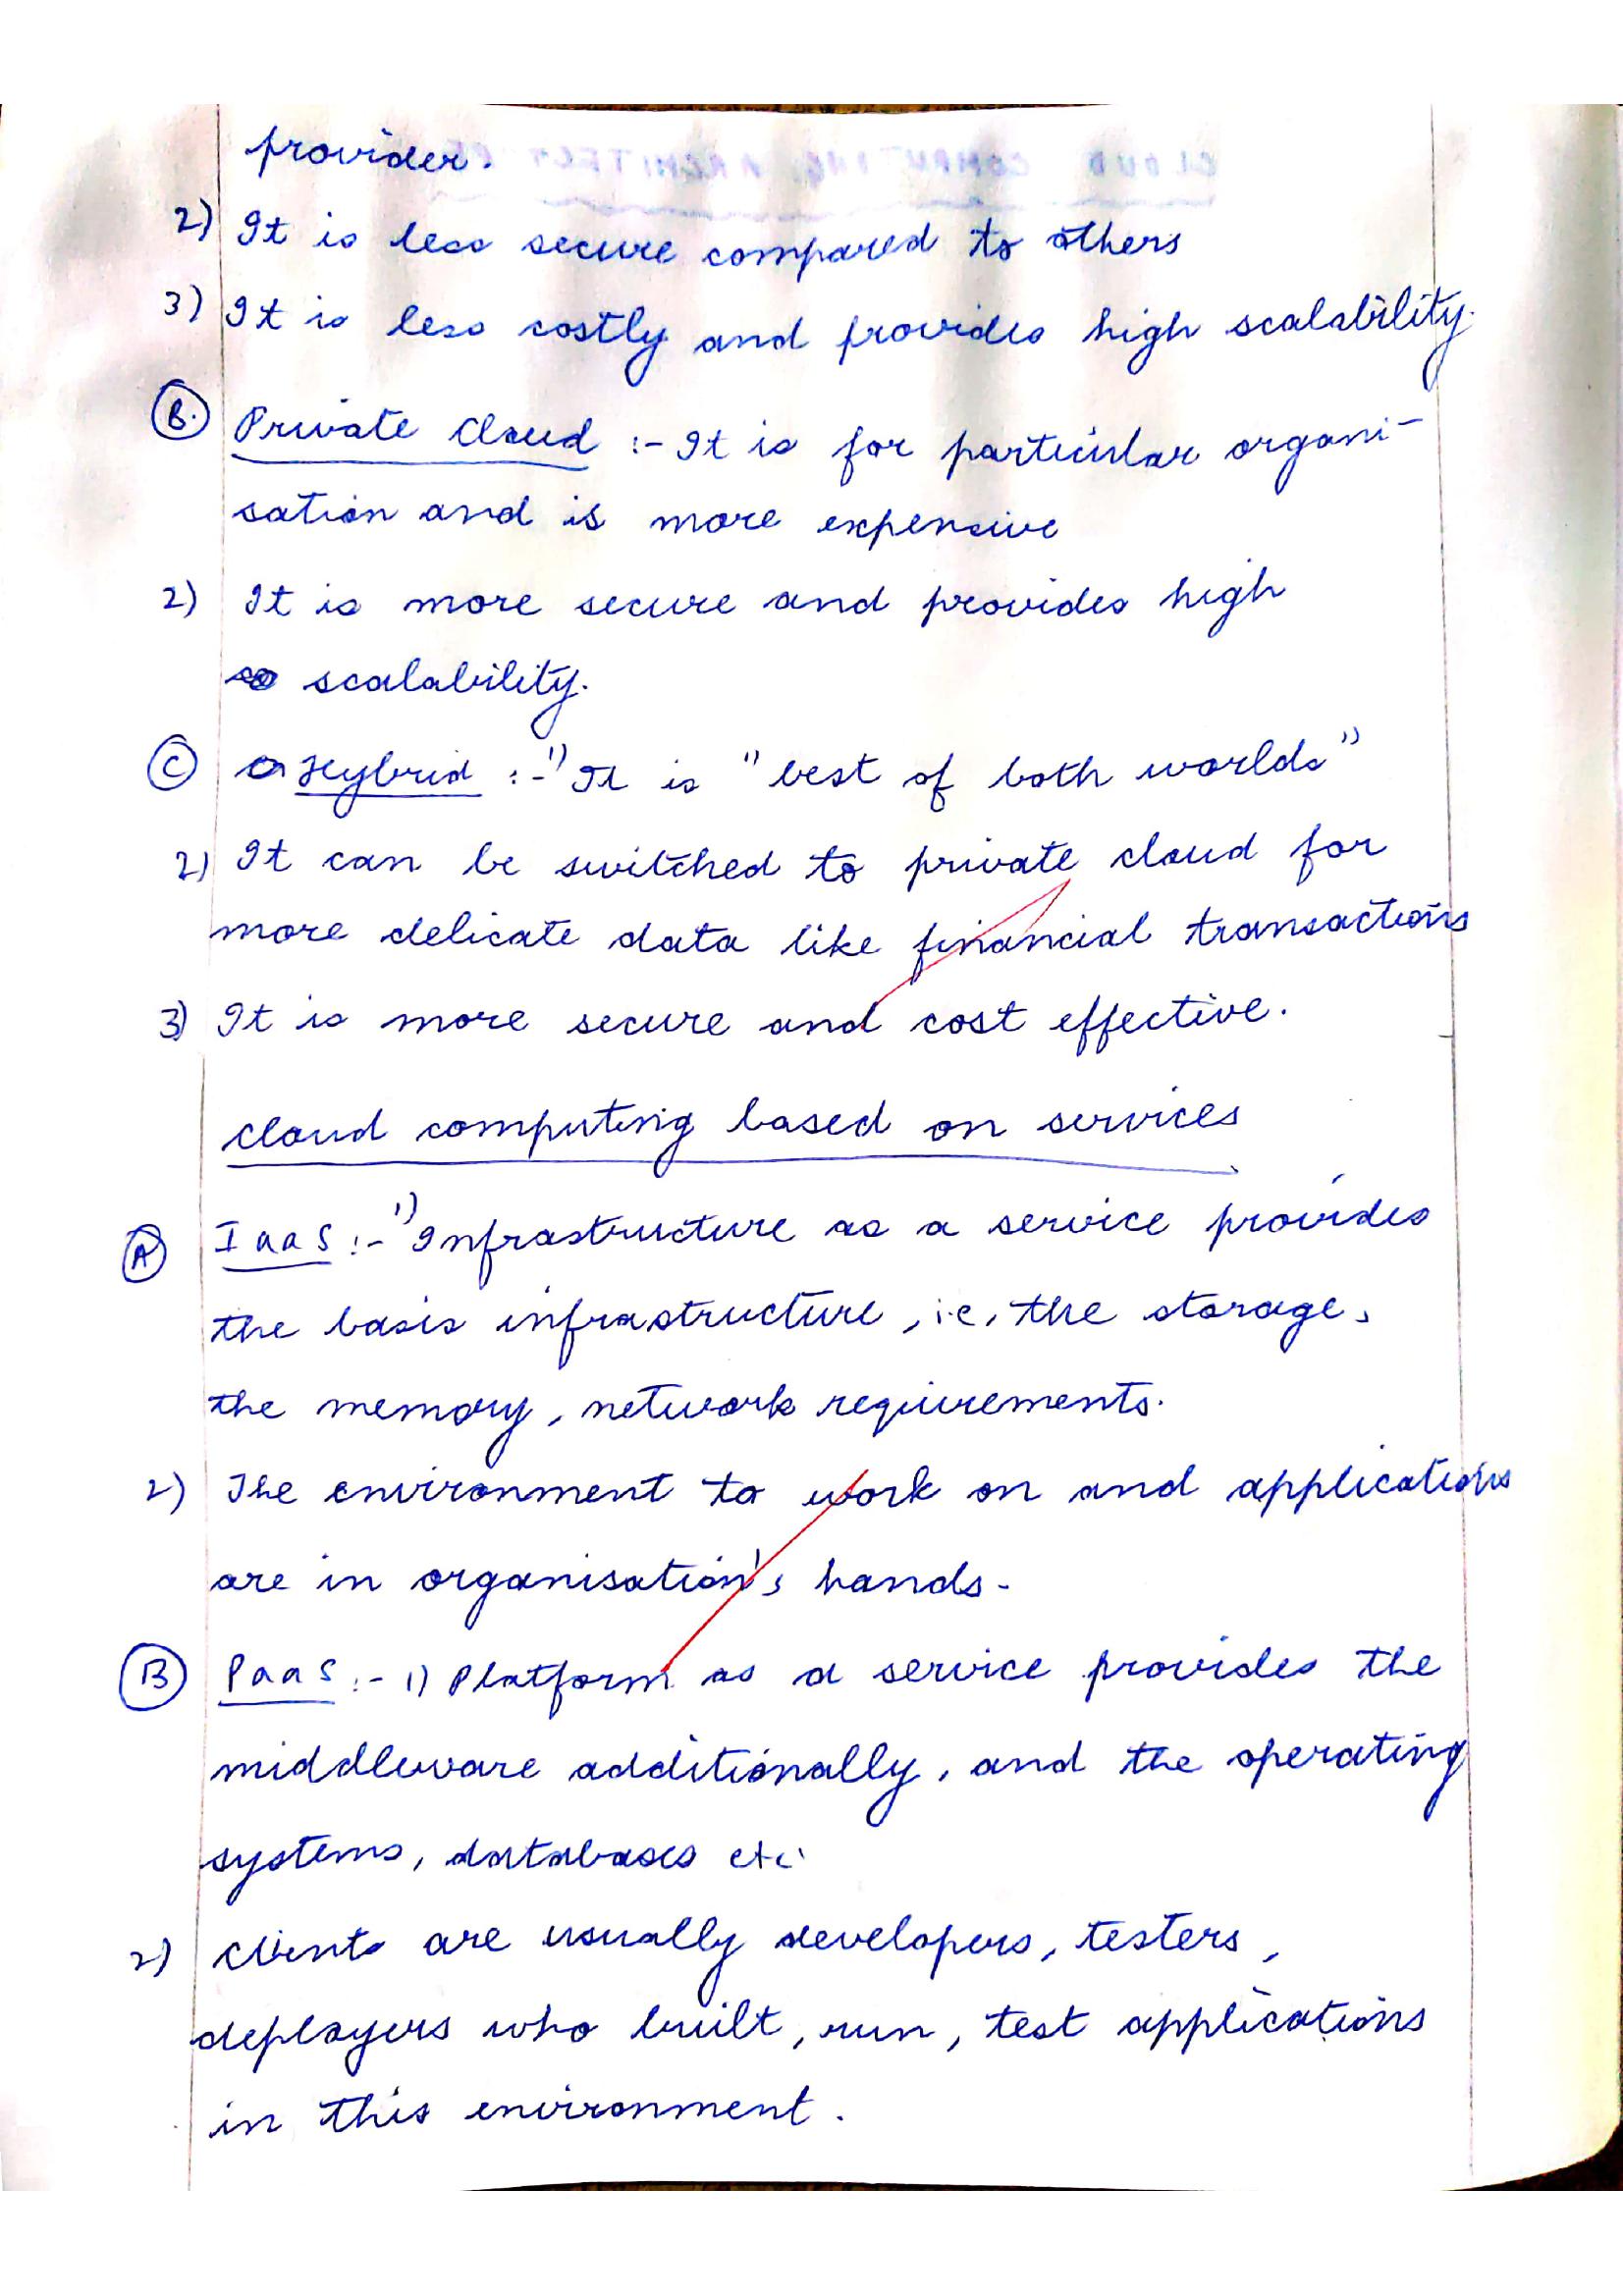 provider.
2) It is less secure compared to others
3) It is less costly and provides high scalability.
B. Private Cloud :- It is for particular organi-
sation and is more expensive
2) It is more secure and provides high
scalability.
C Hybrid :- 1) It is "best of both worlds"
2) It can be switched to private cloud for
more delicate data like financial transactions
3) It is more secure and cost effective.
cloud computing based on services
A IaaS :- 1) Infrastructure as a service provides
the basis infrastructure, i.e, the storage,
the memory, network requirements.
2) The environment to work on and applications
are in organisation's hands.
B PaaS :- 1) Platform as a service provides the
middleware additionally, and the operating
systems, databases etc.
2) clients are usually developers, testers,
deployers who built, run, test applications
in this environment.